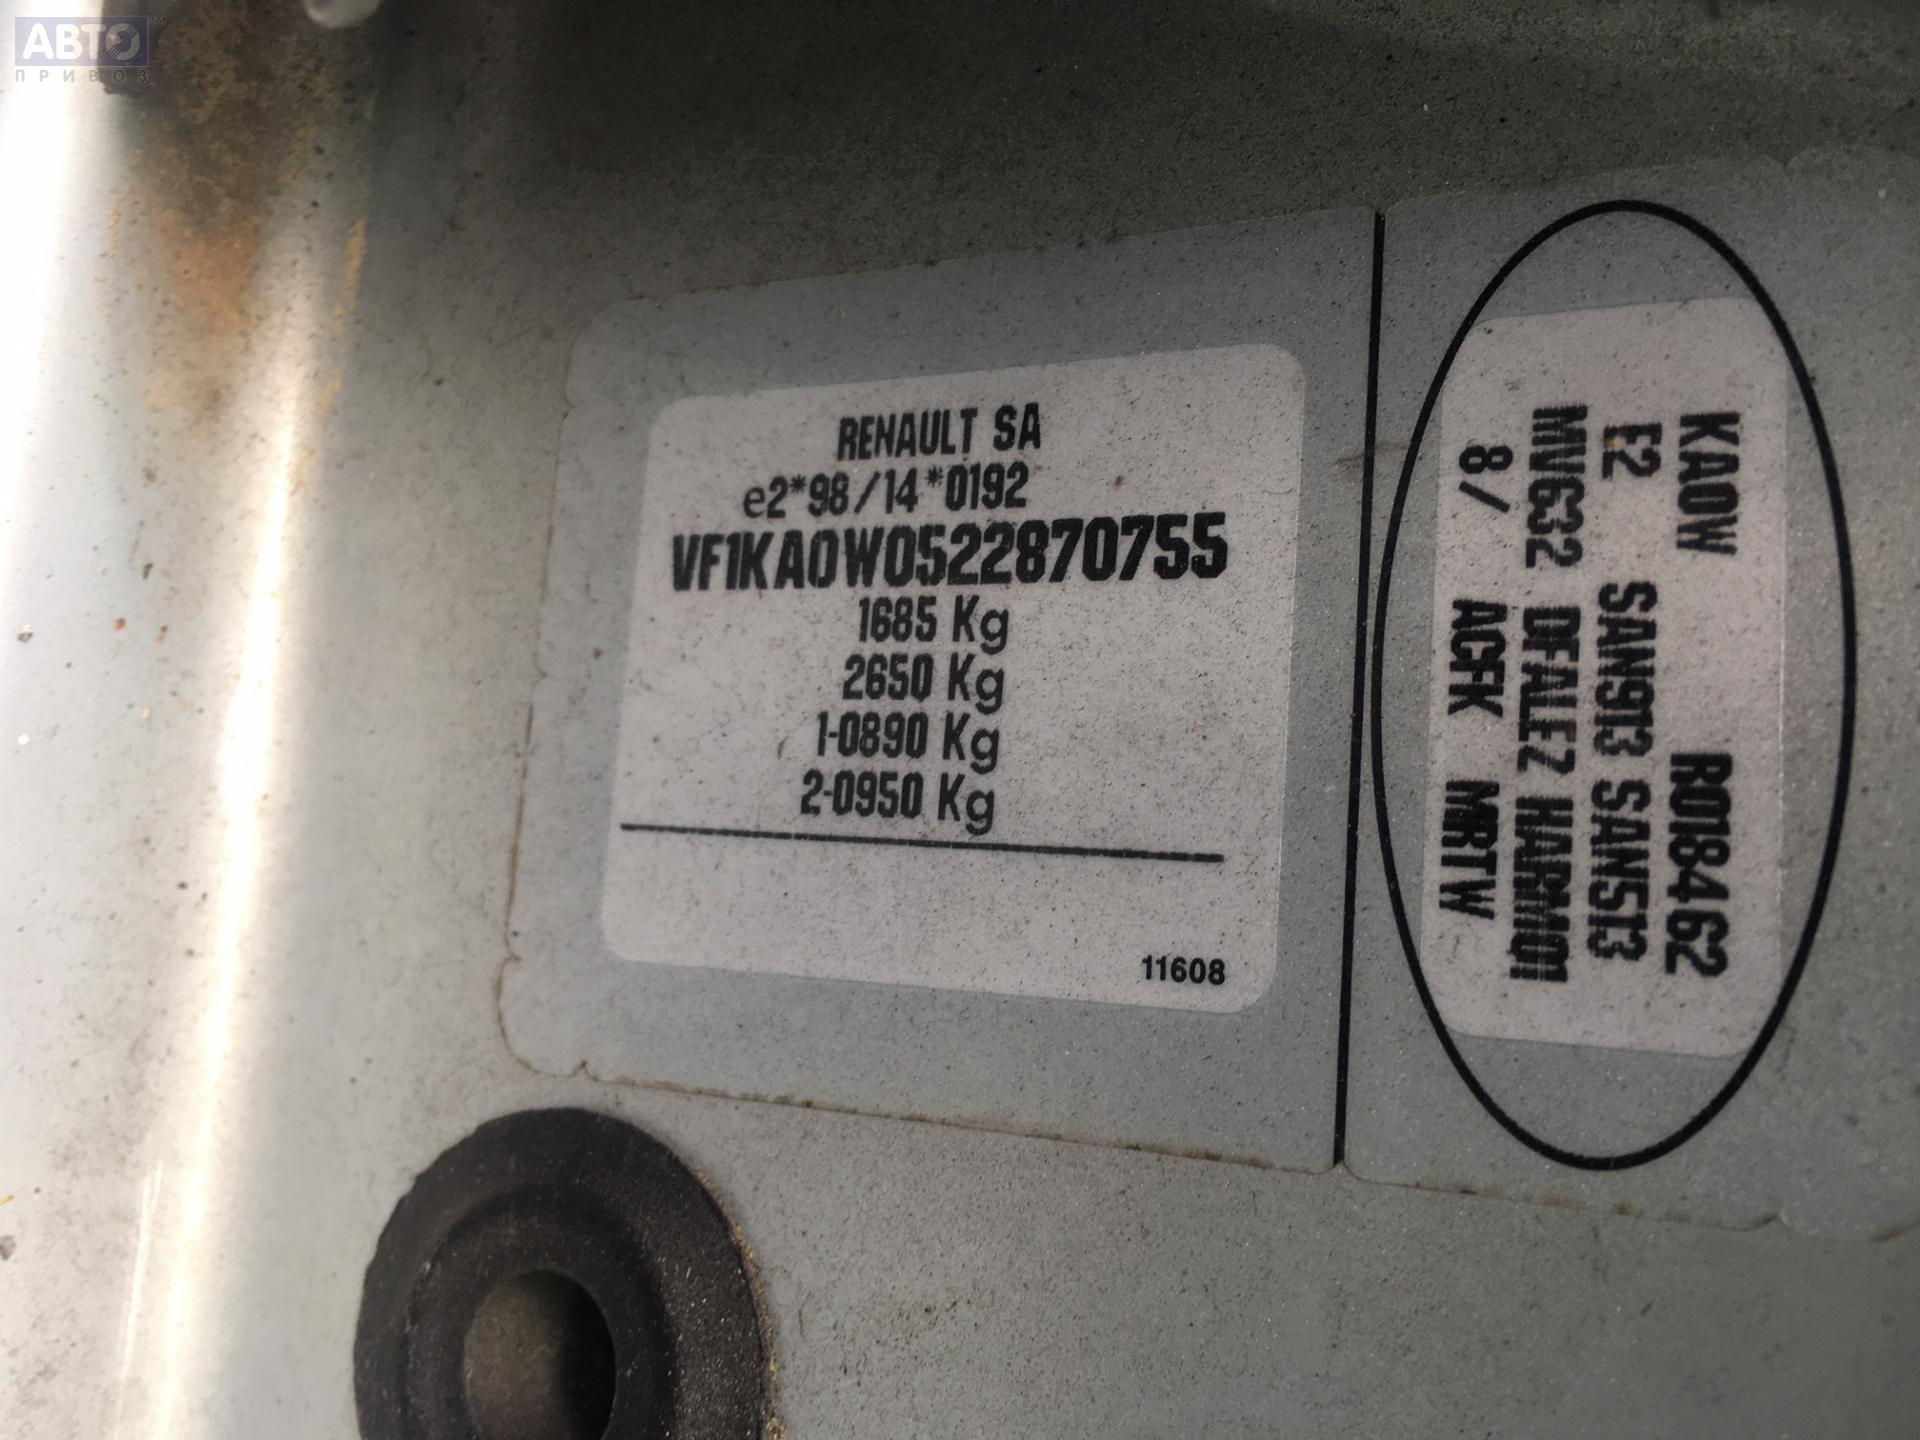 АВТО
ПРИВОЗ
RENAULT SA
e2*98/14*0192
VF1KA0W0522870755
1685 Kg
2650 Kg
1-0890 Kg
2-0950 Kg
11608
KA0W R018462
E2 SAN913 SAN513
MV632 DFALEZ HARM01
8/ ACFK MRTW